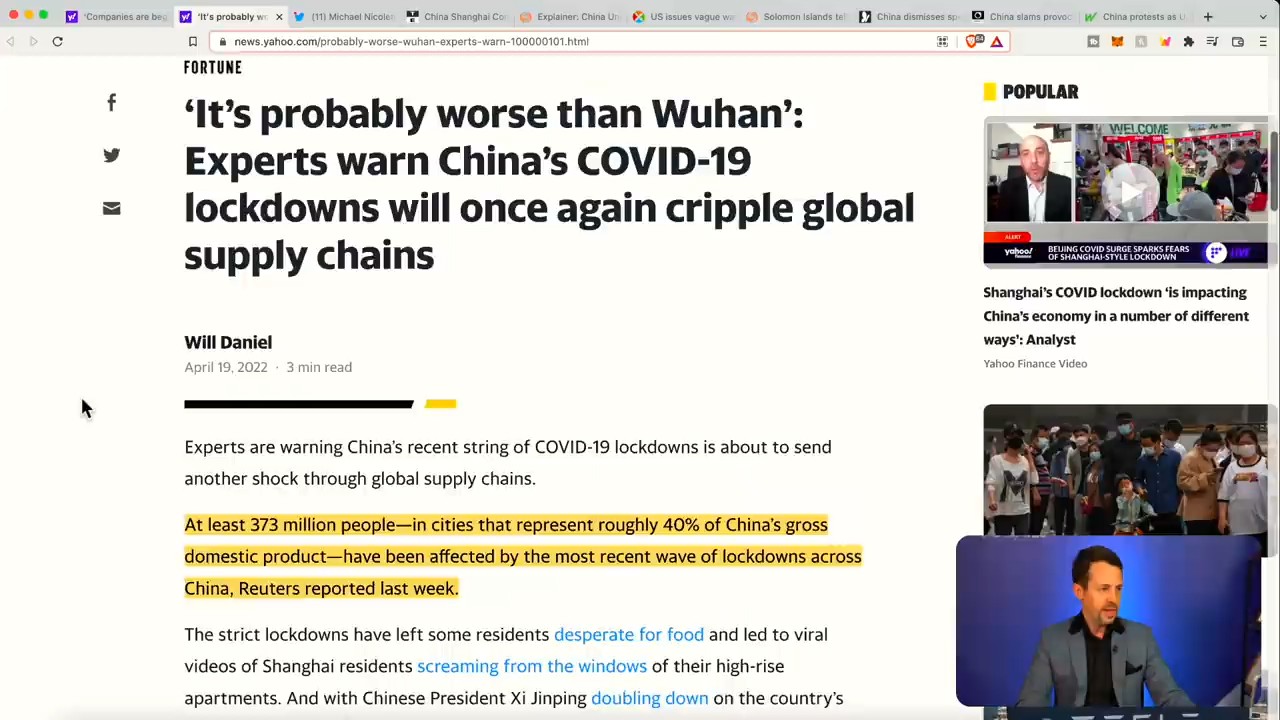 'Companies are beg
'It's probably wo
(11) Michael Nicolet
China Shanghai Cor
Explainer: China Un
US issues vague wa
Solomon Islands tel
China dismisses spe
China slams provoc
China protests as U
news.yahoo.com/probably-worse-wuhan-experts-warn-100000101.html
FORTUNE
'It's probably worse than Wuhan':
Experts warn China's COVID-19
lockdowns will once again cripple global
supply chains
Will Daniel
April 19, 2022 · 3 min read
Experts are warning China's recent string of COVID-19 lockdowns is about to send
another shock through global supply chains.
At least 373 million people—in cities that represent roughly 40% of China's gross
domestic product—have been affected by the most recent wave of lockdowns across
China, Reuters reported last week.
The strict lockdowns have left some residents desperate for food and led to viral
videos of Shanghai residents screaming from the windows of their high-rise
apartments. And with Chinese President Xi Jinping doubling down on the country's
POPULAR
WELCOME
ALERT
yahoo!
finance
BEIJING COVID SURGE SPARKS FEARS
OF SHANGHAI-STYLE LOCKDOWN
LIVE
Shanghai's COVID lockdown 'is impacting
China's economy in a number of different
ways': Analyst
Yahoo Finance Video